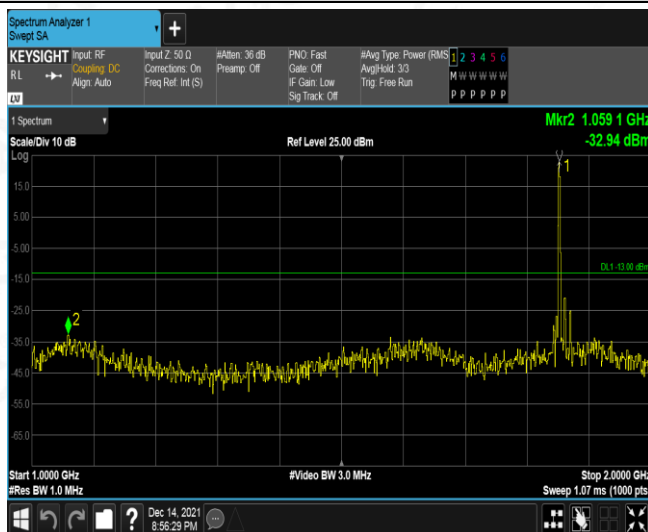 Spectrum Analyzer 1
Swept SA
+
KEYSIGHT Input: RF Input Z: 50 Ω #Atten: 36 dB PNO: Fast #Avg Type: Power (RMS 1 2 3 4 5 6
RL Coupling: DC Corrections: On Preamp: Off Gate: Off Avg|Hold: 3/3 M W W W W W
Align: Auto Freq Ref: Int (S) IF Gain: Low Trig: Free Run
Sig Track: Off P P P P P P
LXI
1 Spectrum Mkr2 1.059 1 GHz
Scale/Div 10 dB Ref Level 25.00 dBm -32.94 dBm
Log
1
15.0
5.00
-5.00
DL1 -13.00 dBm
-15.0
-25.0
2
-35.0
-45.0
-55.0
-65.0
Start 1.0000 GHz #Video BW 3.0 MHz Stop 2.0000 GHz
#Res BW 1.0 MHz Sweep 1.07 ms (1000 pts
? Dec 14, 2021
8:56:29 PM